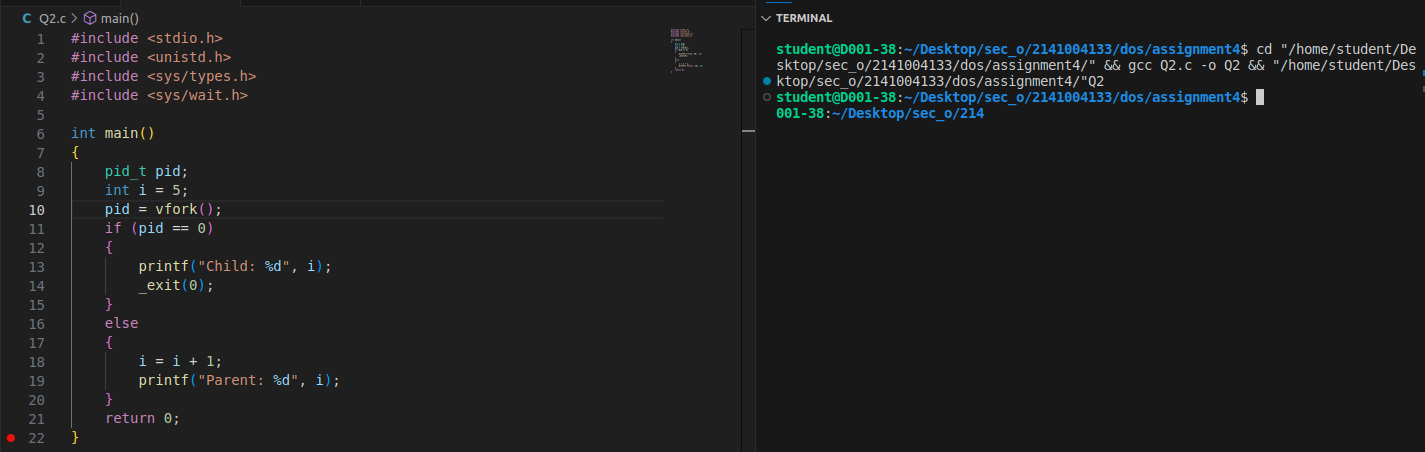 C Q2.c > main()
1 #include <stdio.h>
2 #include <unistd.h>
3 #include <sys/types.h>
4 #include <sys/wait.h>
5
6 int main()
7 {
8 pid_t pid;
9 int i = 5;
10 pid = vfork();
11 if (pid == 0)
12 {
13 printf("Child: %d", i);
14 _exit(0);
15 }
16 else
17 {
18 i = i + 1;
19 printf("Parent: %d", i);
20 }
21 return 0;
22 }
TERMINAL
student@D001-38:~/Desktop/sec_o/2141004133/dos/assignment4$ cd "/home/student/De
sktop/sec_o/2141004133/dos/assignment4/" && gcc Q2.c -o Q2 && "/home/student/Des
ktop/sec_o/2141004133/dos/assignment4/"Q2
student@D001-38:~/Desktop/sec_o/2141004133/dos/assignment4$
001-38:~/Desktop/sec_o/214